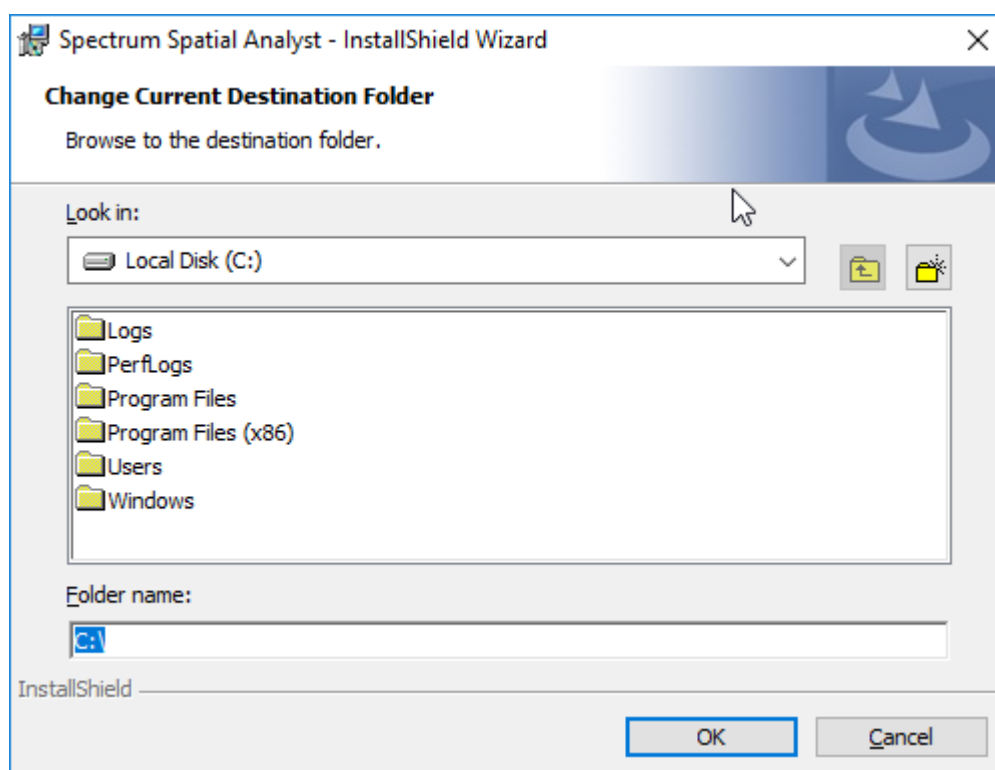 Spectrum Spatial Analyst - InstallShield Wizard
Change Current Destination Folder
Browse to the destination folder.
Look in:
Local Disk (C:)
Logs
PerfLogs
Program Files
Program Files (x86)
Users
Windows
Folder name:
C:\
InstallShield
OK Cancel